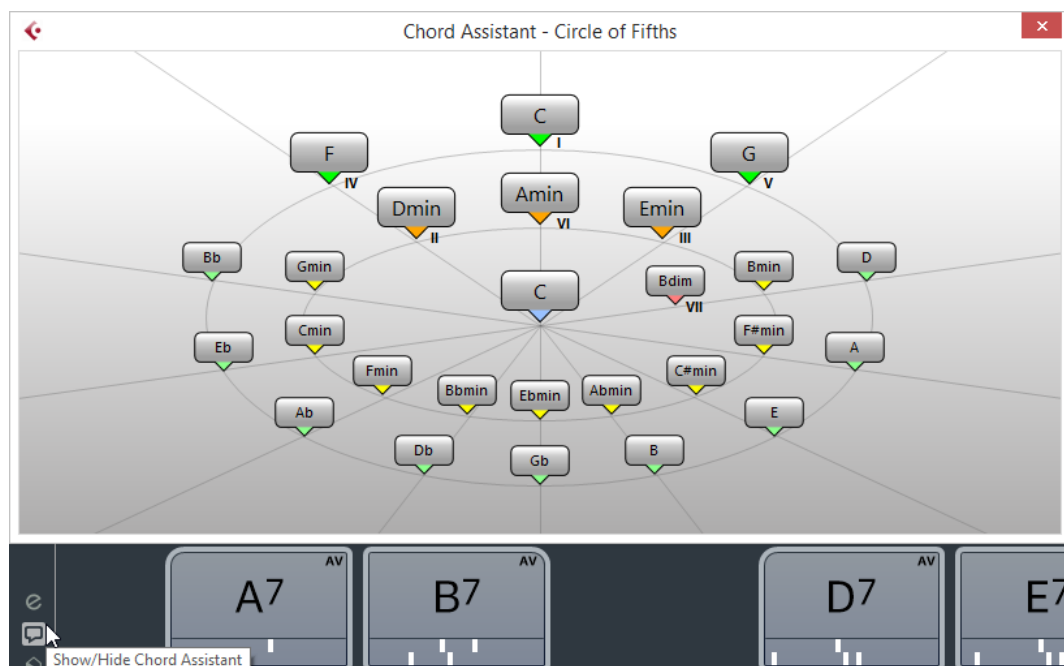 Chord Assistant - Circle of Fifths
C
I
F
IV
G
V
Amin
VI
Dmin
II
Emin
III
Bb
Gmin
Bmin
D
Bdim
VII
C
Cmin
F#min
Eb
A
Fmin
C#min
Bbmin
Ebmin
Abmin
Ab
E
Db
Gb
B
AV
AV
AV
A7
B7
D7
E7
Show/Hide Chord Assistant